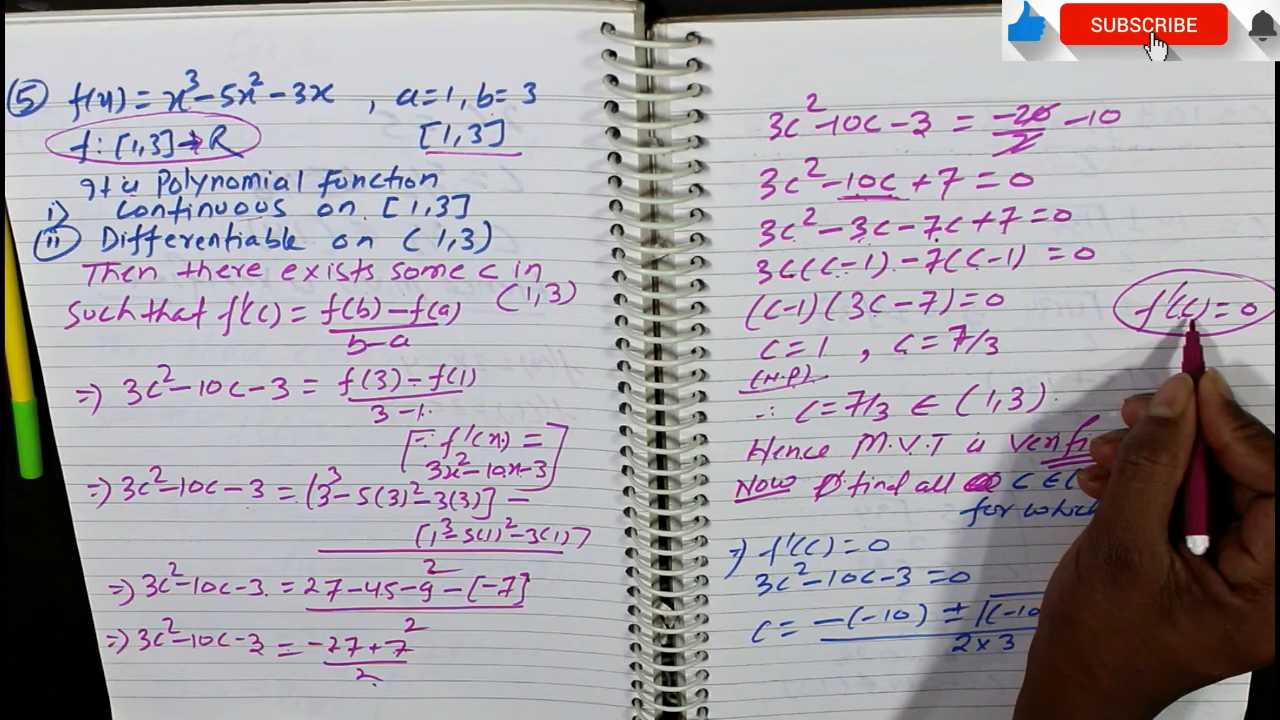 SUBSCRIBE
⑤ f(x) = x³ - 5x² - 3x , a=1, b=3
f: [1,3] → R [1,3]
It is Polynomial function
i) continuous on [1,3]
ii) Differentiable on (1,3)
Then there exists some c in
(1,3)
Such that f'(c) = f(b) - f(a) / b-a
⇒) 3c² - 10c - 3 = f(3) - f(1) / 3-1
[∵ f'(x) =
3x² - 10x - 3]
⇒) 3c² - 10c - 3 = [3³ - 5(3)² - 3(3)] -
[1³ - 5(1)² - 3(1)] / 2
⇒) 3c² - 10c - 3 = 27 - 45 - 9 - [-7] / 2
⇒) 3c² - 10c - 3 = -27 + 7 / 2
3c² - 10c - 3 = -20 / 2 - 10
3c² - 10c + 7 = 0
3c² - 3c - 7c + 7 = 0
3c(c-1) - 7(c-1) = 0
(c-1)(3c-7) = 0
f'(c) = 0
c=1 , c = 7/3
(N.P)
∴ c = 7/3 ∈ (1,3).
Hence M.V.T is
Now find all c ∈
for which
⇒) f'(c) = 0
3c² - 10c - 3 = 0
c = -(-10) ± √(-10 / 2×3